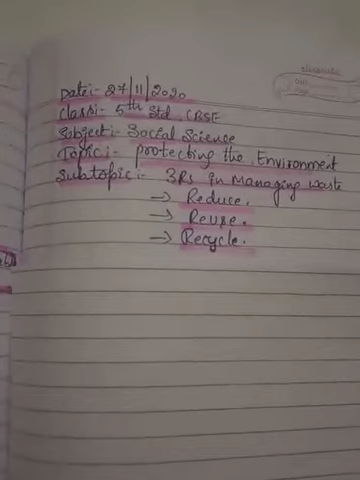 Date:- 27/11/2020
Class:- 5th Std, CBSE
Subject:- Social Science
Topic:- protecting the Environment
Subtopic:- 3Rs in Managing waste
→ Reduce.
→ Reuse.
→ Recycle.